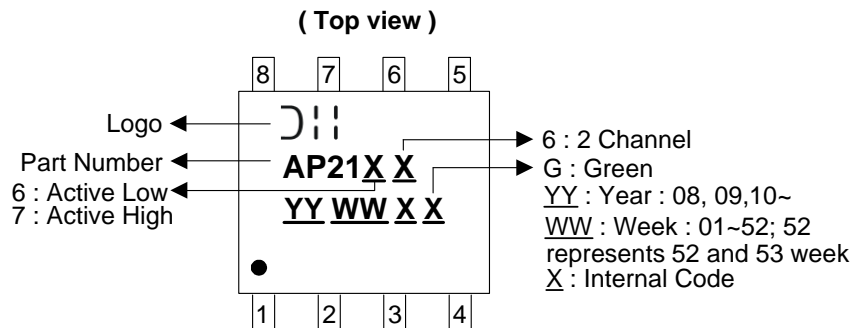 ( Top view )
8 7 6 5
Logo
Part Number
6 : Active Low
7 : Active High
AP21X X
YY WW X X
6 : 2 Channel
G : Green
YY : Year : 08, 09,10~
WW : Week : 01~52; 52
represents 52 and 53 week
X : Internal Code
1 2 3 4